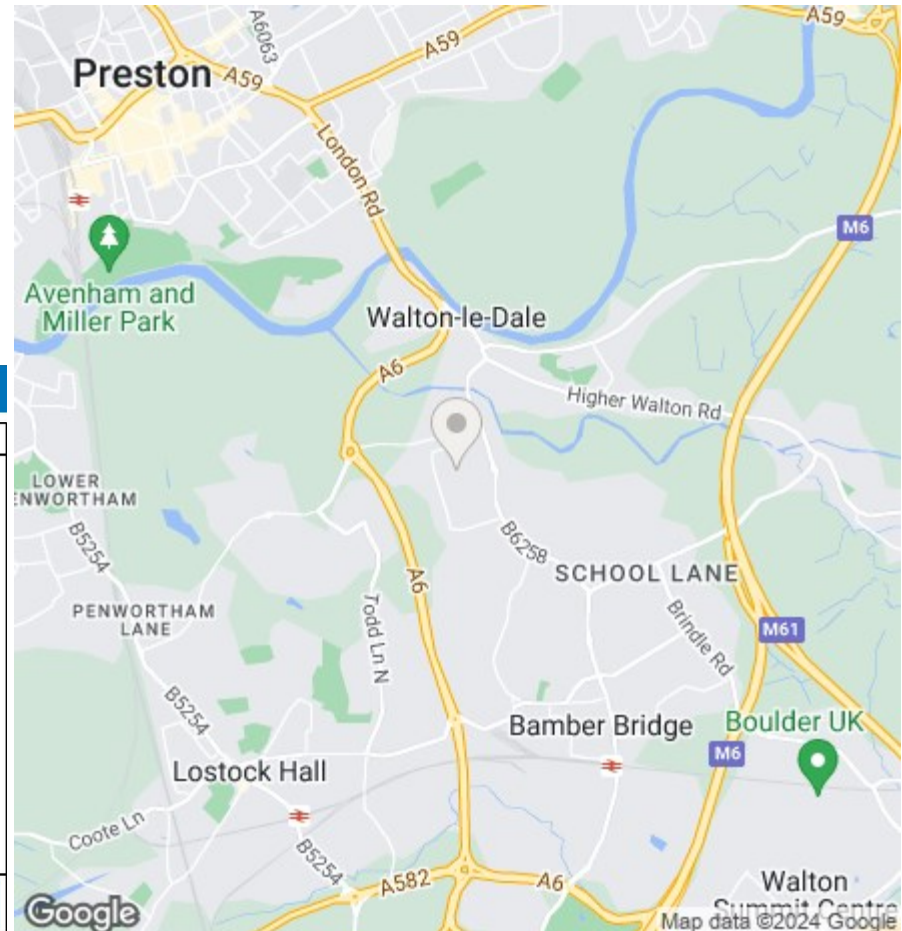 A6063
A59
A59
Preston
A59
London Rd
M6
Avenham and
Miller Park
Walton-le-Dale
A6
Higher Walton Rd
LOWER
ENWORTHAM
B5254
B6258
SCHOOL LANE
A6
PENWORTHAM
LANE
Todd Ln N
Brindle Rd
M61
B5254
Bamber Bridge
Boulder UK
M6
Lostock Hall
Coote Ln
B5254
A582
A6
Walton
Summit Centre
Google
Map data ©2024 Google